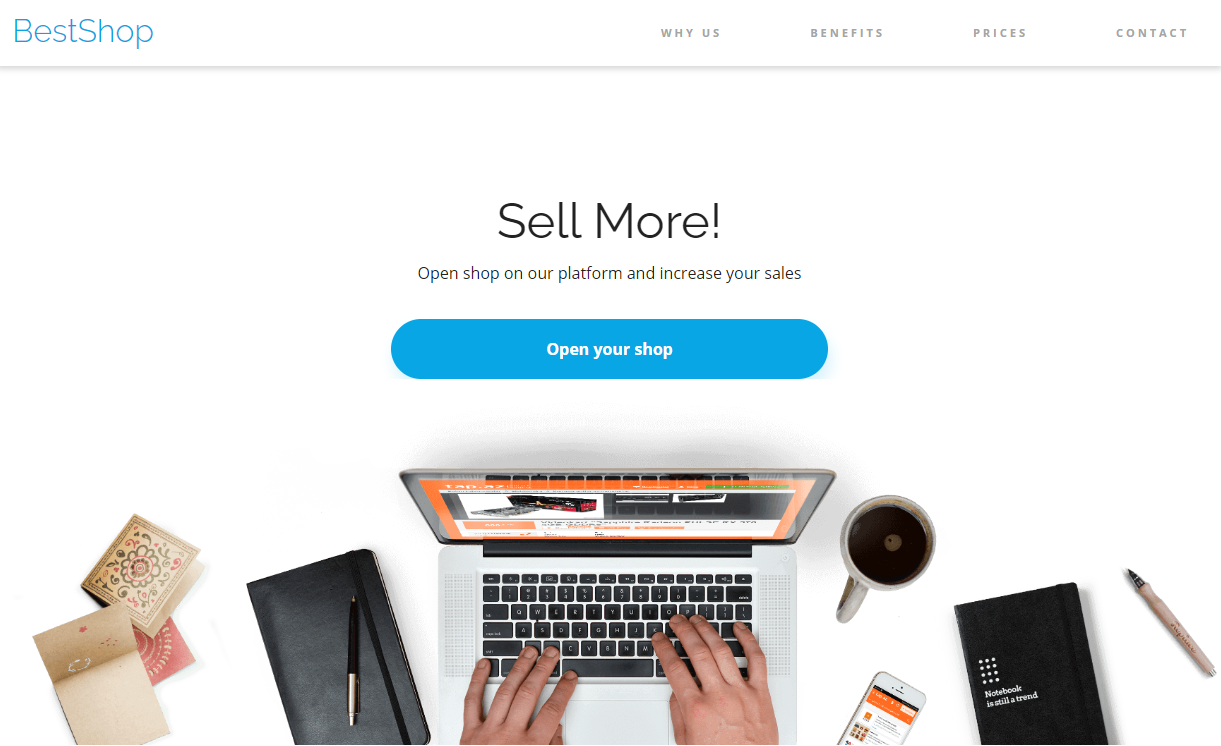 BestShop
WHY US
BENEFITS
PRICES
CONTACT
Sell More!
Open shop on our platform and increase your sales
Open your shop
Notebook
is still a trend